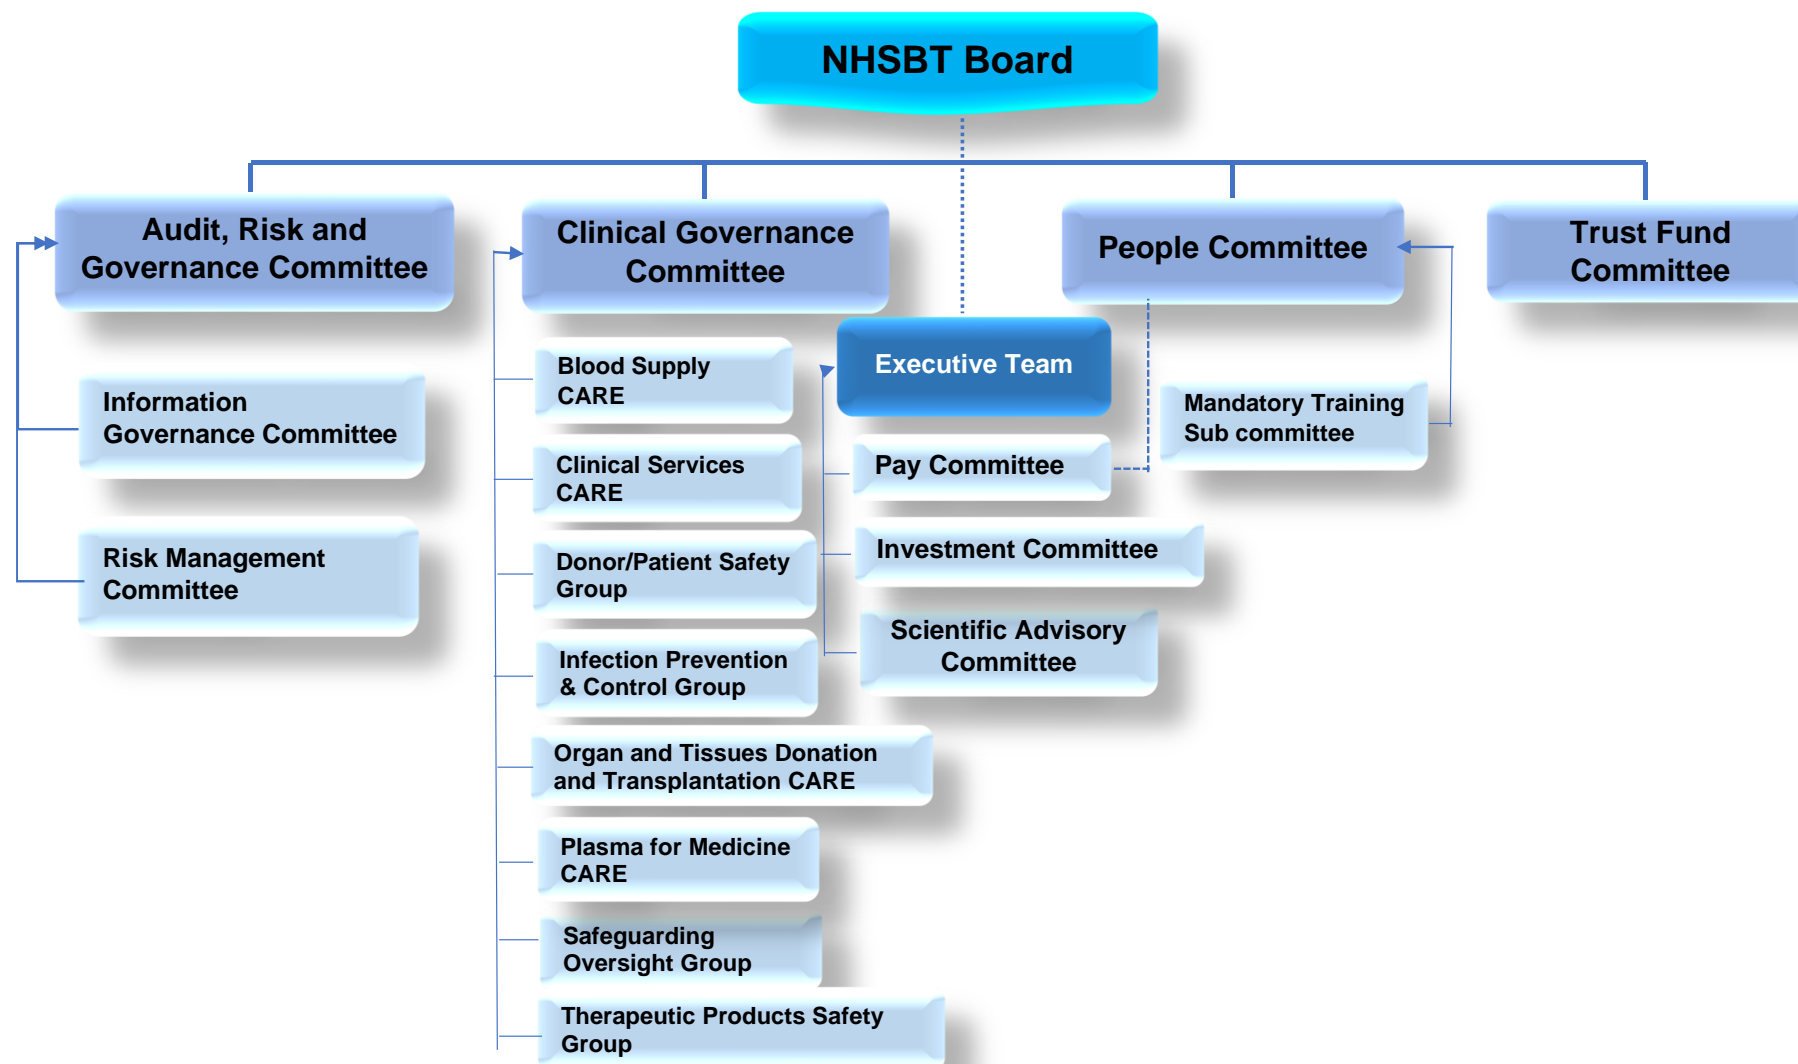 NHSBT Board
Audit, Risk and
Governance Committee
Clinical Governance
Committee
People Committee
Trust Fund
Committee
Information
Governance Committee
Risk Management
Committee
Blood Supply
CARE
Clinical Services
CARE
Donor/Patient Safety
Group
Infection Prevention
& Control Group
Organ and Tissues Donation
and Transplantation CARE
Plasma for Medicine
CARE
Safeguarding
Oversight Group
Therapeutic Products Safety
Group
Executive Team
Pay Committee
Investment Committee
Scientific Advisory
Committee
Mandatory Training
Sub committee